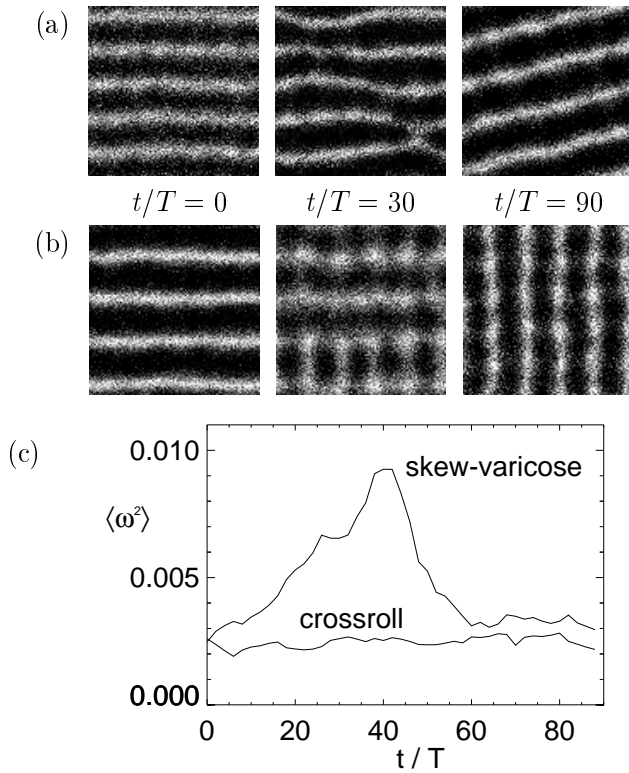 (a)
t/T = 0 t/T = 30 t/T = 90
(b)
(c)
0.010
skew-varicose
⟨ω²⟩
0.005
crossroll
0.000
0 20 40 60 80
t / T